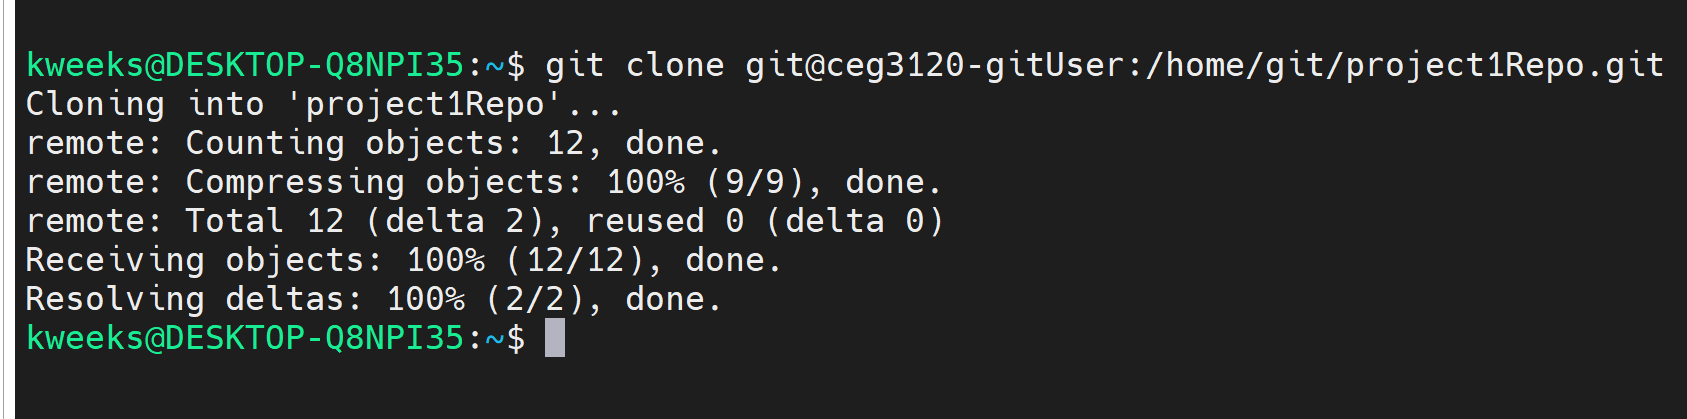 kweeks@DESKTOP-Q8NPI35:~$ git clone git@ceg3120-gitUser:/home/git/project1Repo.git
Cloning into 'project1Repo'...
remote: Counting objects: 12, done.
remote: Compressing objects: 100% (9/9), done.
remote: Total 12 (delta 2), reused 0 (delta 0)
Receiving objects: 100% (12/12), done.
Resolving deltas: 100% (2/2), done.
kweeks@DESKTOP-Q8NPI35:~$